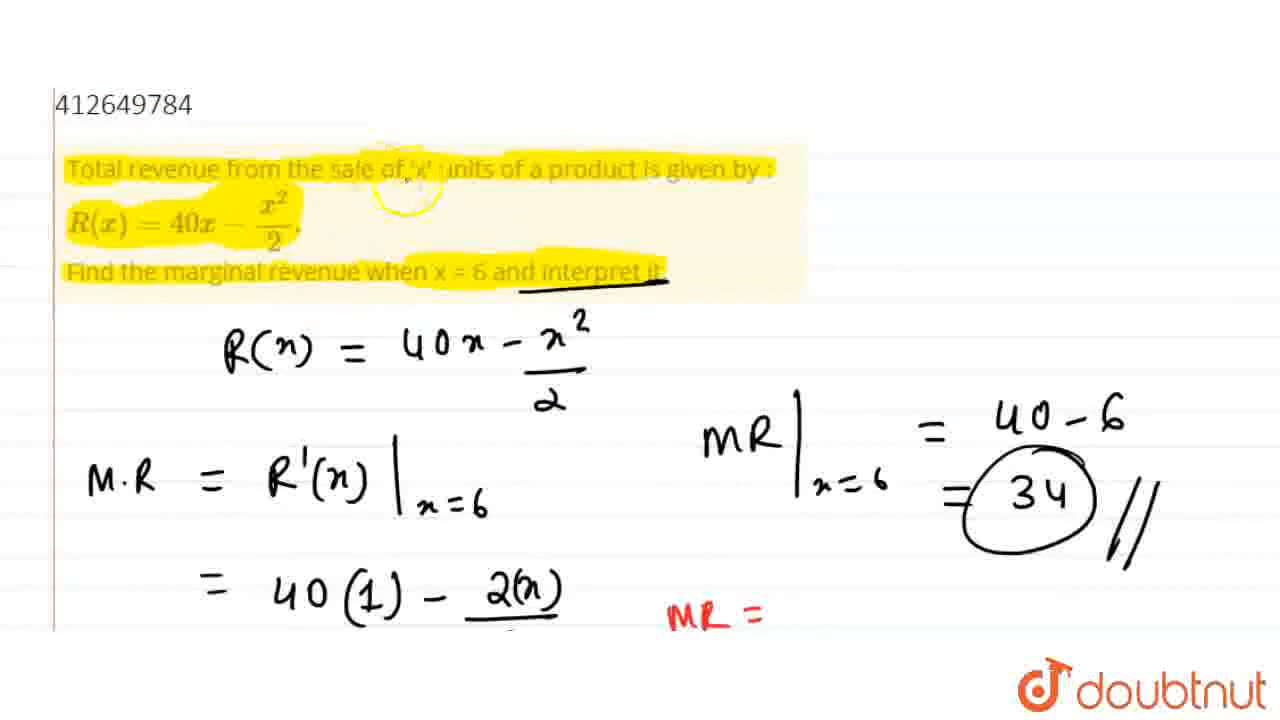 412649784
Total revenue from the sale of 'x' units of a product is given by :
R(x) = 40x − x²/2.
Find the marginal revenue when x = 6 and interpret it
R(x) = 40x − x²/2
M.R = R'(x) |x=6
= 40(1) − 2(x)
MR |x=6 = 40 − 6
= 34 //
MR =
doubtnut